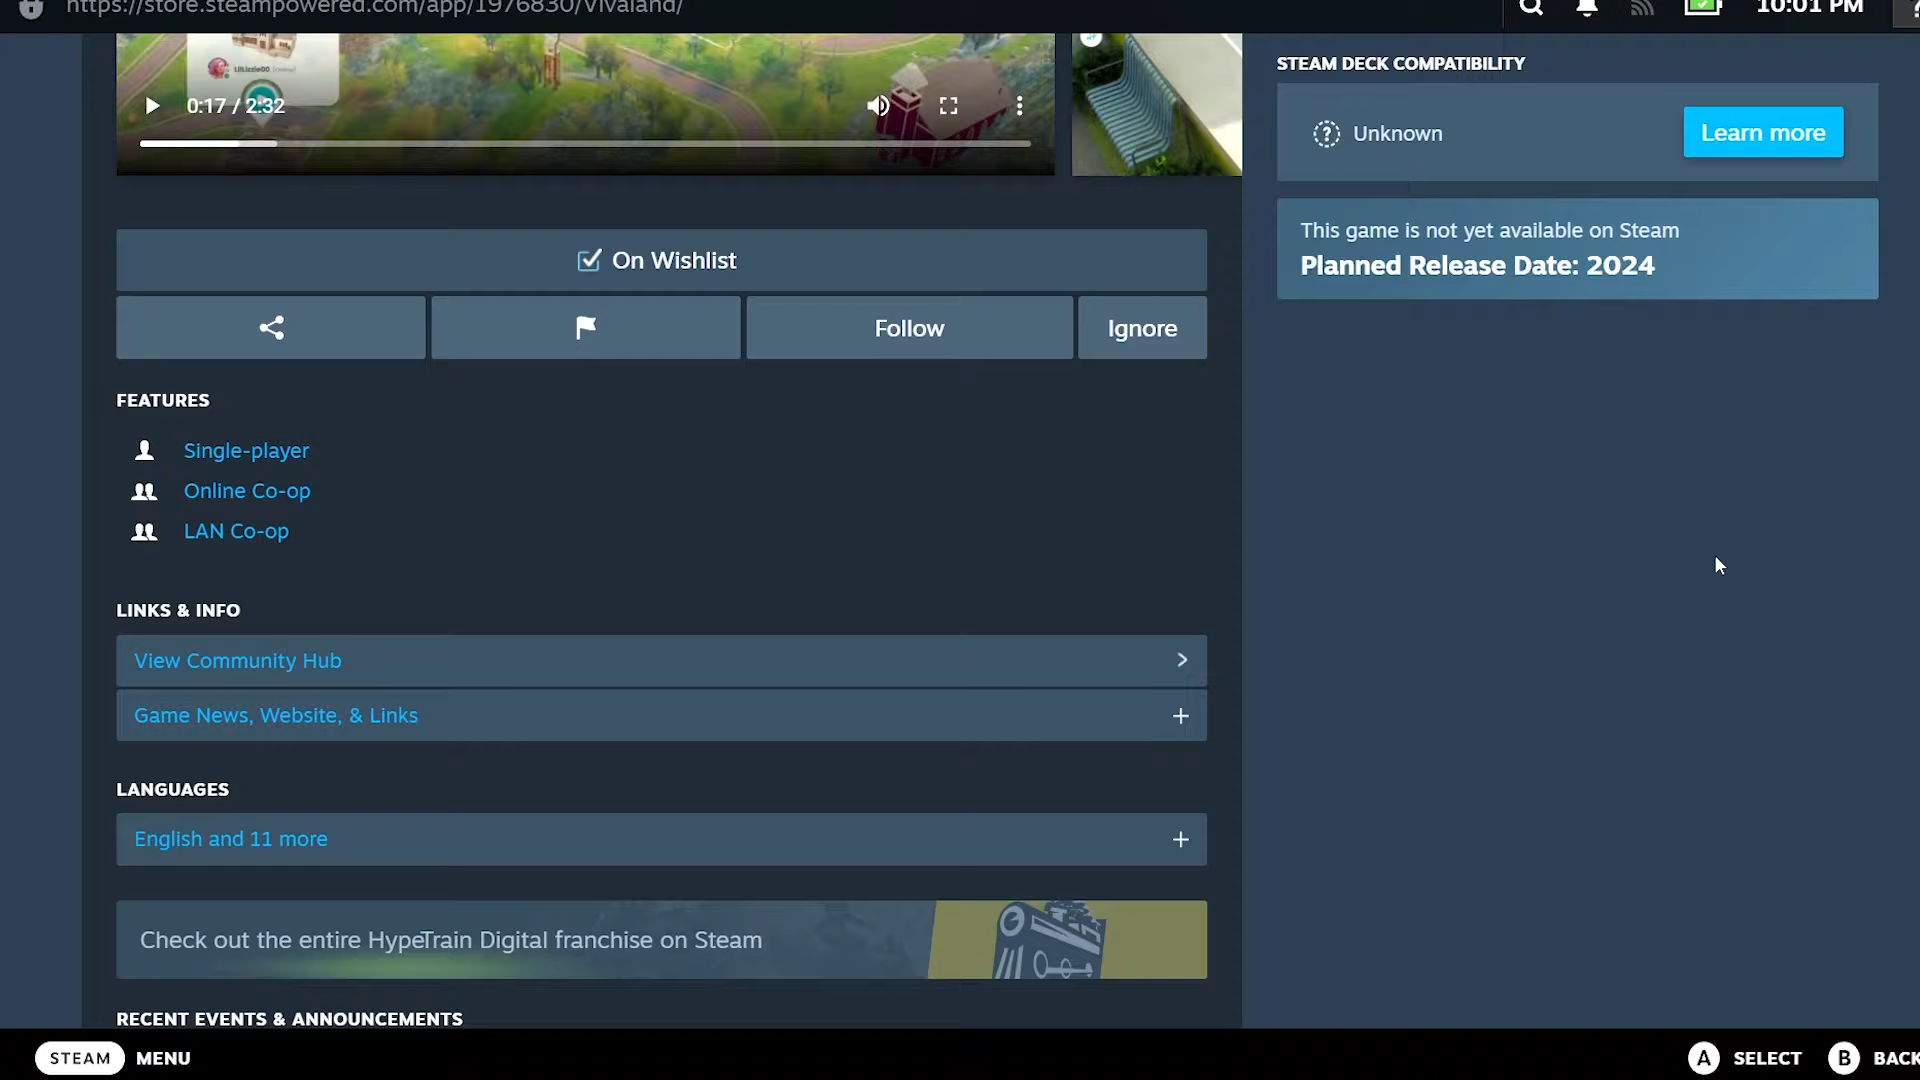 https://store.steampowered.com/app/1976830/Vivaland/
10:01 PM
?
LilLizzie00
0:17 / 2:32
STEAM DECK COMPATIBILITY
Unknown
Learn more
This game is not yet available on Steam
Planned Release Date: 2024
On Wishlist
Follow
Ignore
FEATURES
Single-player
Online Co-op
LAN Co-op
LINKS & INFO
View Community Hub
Game News, Website, & Links
LANGUAGES
English and 11 more
Check out the entire HypeTrain Digital franchise on Steam
RECENT EVENTS & ANNOUNCEMENTS
STEAM MENU
A SELECT B BACK